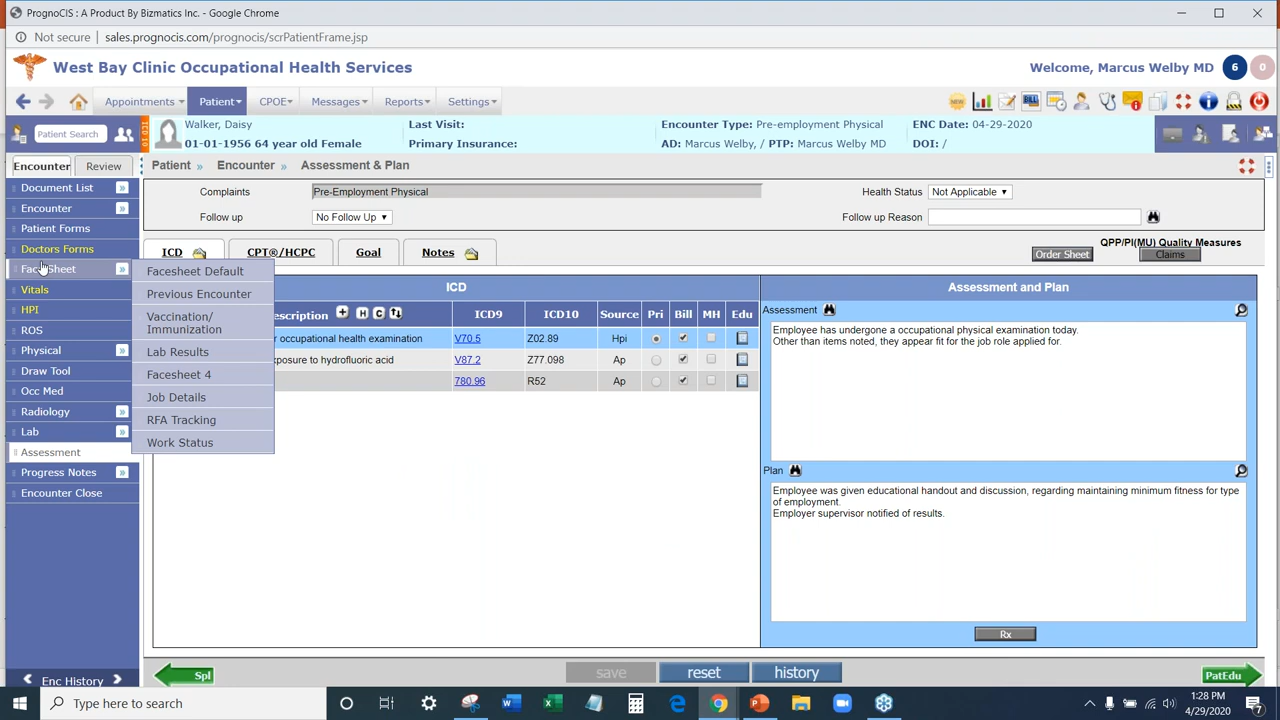 PrognoCIS : A Product By Bizmatics Inc. - Google Chrome
Not secure | sales.prognocis.com/prognocis/scrPatientFrame.jsp
West Bay Clinic Occupational Health Services
Welcome, Marcus Welby MD 6 0
Appointments Patient CPOE Messages Reports Settings
NEW BILL
Patient Search
ICD 10
Walker, Daisy
01-01-1956 64 year old Female
Last Visit:
Primary Insurance:
Encounter Type: Pre-employment Physical
AD: Marcus Welby, / PTP: Marcus Welby MD
ENC Date: 04-29-2020
DOI: /
Encounter Review
Patient » Encounter » Assessment & Plan
Document List »
Encounter »
Patient Forms
Doctors Forms
Face Sheet »
Vitals
HPI
ROS
Physical
Draw Tool
Occ Med
Radiology »
Lab »
Assessment
Progress Notes »
Encounter Close
Enc History
Facesheet Default
Previous Encounter
Vaccination/
Immunization
Lab Results
Facesheet 4
Job Details
RFA Tracking
Work Status
Complaints Pre-Employment Physical
Health Status Not Applicable
Follow up No Follow Up
Follow up Reason
ICD CPT®/HCPC Goal Notes
QPP/PI(MU) Quality Measures
Order Sheet Claims
ICD
escription H C ICD9 ICD10 Source Pri Bill MH Edu
r occupational health examination V70.5 Z02.89 Hpi
xposure to hydrofluoric acid V87.2 Z77.098 Ap
780.96 R52 Ap
Assessment and Plan
Assessment
Employee has undergone a occupational physical examination today.
Other than items noted, they appear fit for the job role applied for.
Plan
Employee was given educational handout and discussion, regarding maintaining minimum fitness for type
of employment.
Employer supervisor notified of results.
Rx
Spl save reset history PatEdu
Type here to search
1:28 PM
4/29/2020
7